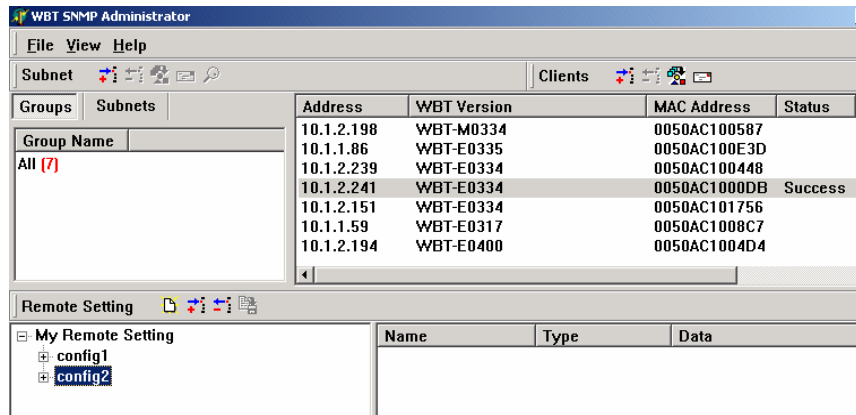 WBT SNMP Administrator
File View Help
Subnet Clients
Groups Subnets
Group Name
All (7)
Address WBT Version MAC Address Status
10.1.2.198 WBT-M0334 0050AC100587
10.1.1.86 WBT-E0335 0050AC100E3D
10.1.2.239 WBT-E0334 0050AC100448
10.1.2.241 WBT-E0334 0050AC1000DB Success
10.1.2.151 WBT-E0334 0050AC101756
10.1.1.59 WBT-E0317 0050AC1008C7
10.1.2.194 WBT-E0400 0050AC1004D4
Remote Setting
My Remote Setting
config1
config2
Name Type Data